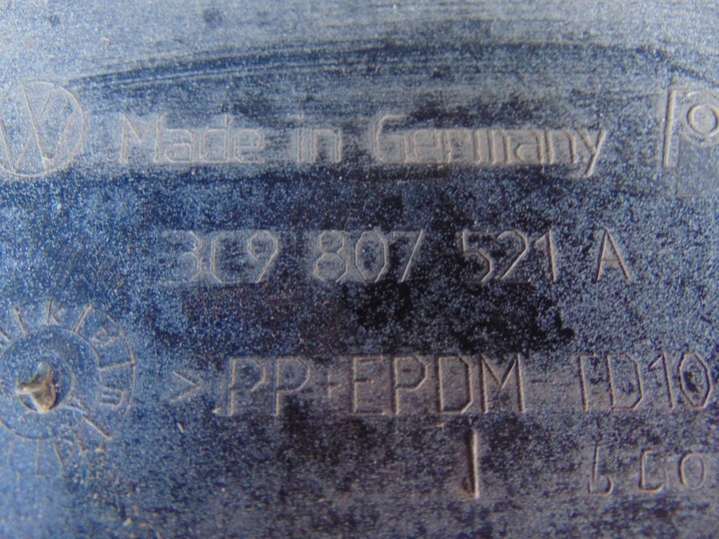 Made in Germany
3C9 807 521 A
>PP+EPDM-TD10